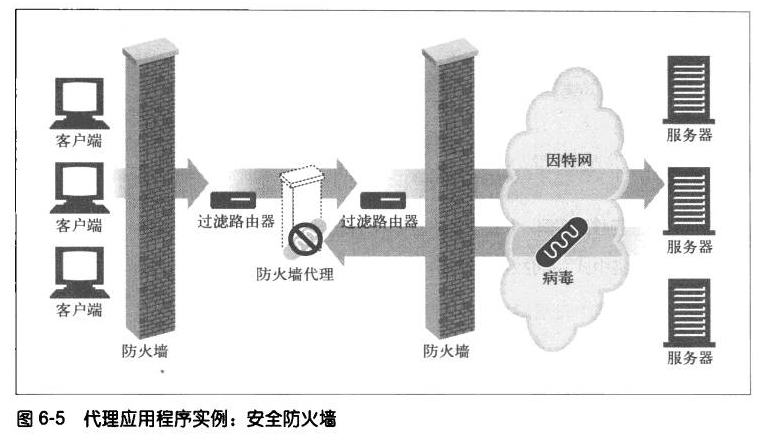 客户端
客户端
客户端
防火墙
过滤路由器
防火墙代理
过滤路由器
防火墙
因特网
病毒
服务器
服务器
服务器
图 6-5 代理应用程序实例：安全防火墙